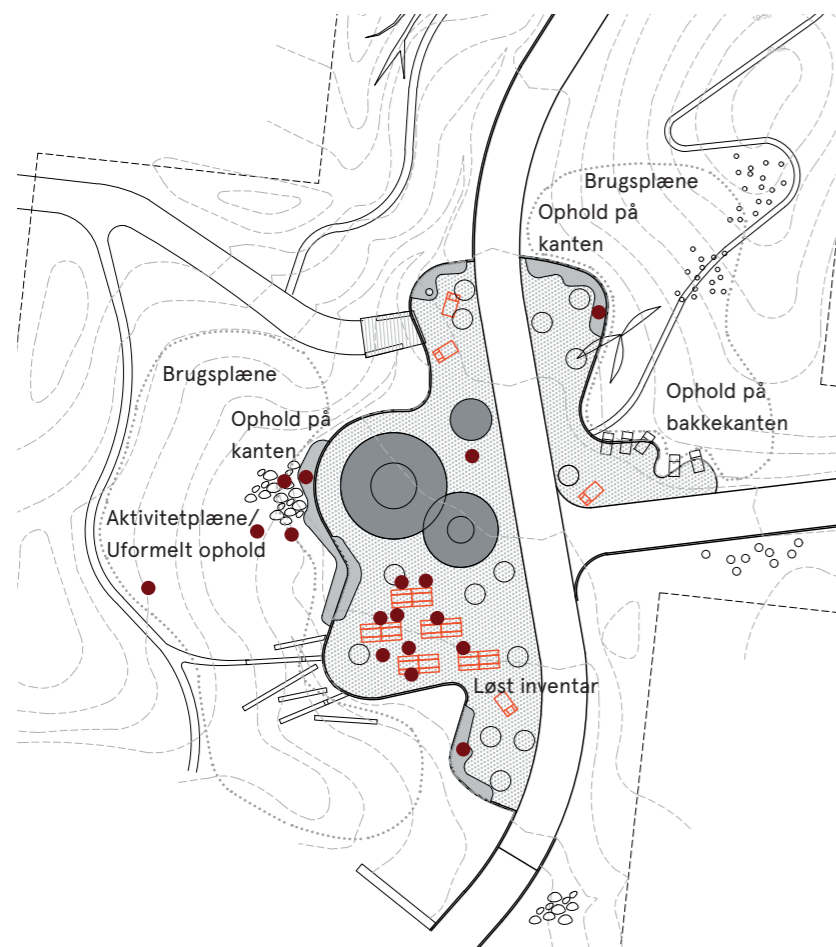 Brugsplæne
Ophold på
kanten
Brugsplæne
Ophold på
bakkekanten
Ophold på
kanten
Aktivitetplæne/
Uformelt ophold
Løst inventar